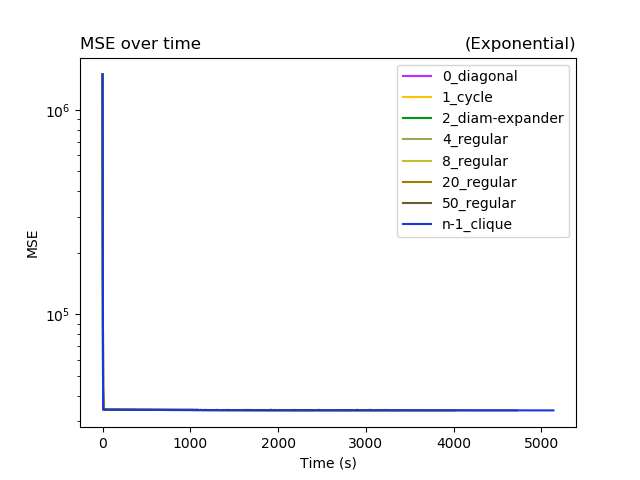 MSE over time (Exponential)
0_diagonal
1_cycle
2_diam-expander
4_regular
8_regular
20_regular
50_regular
n-1_clique
MSE
10^6
10^5
0 1000 2000 3000 4000 5000
Time (s)